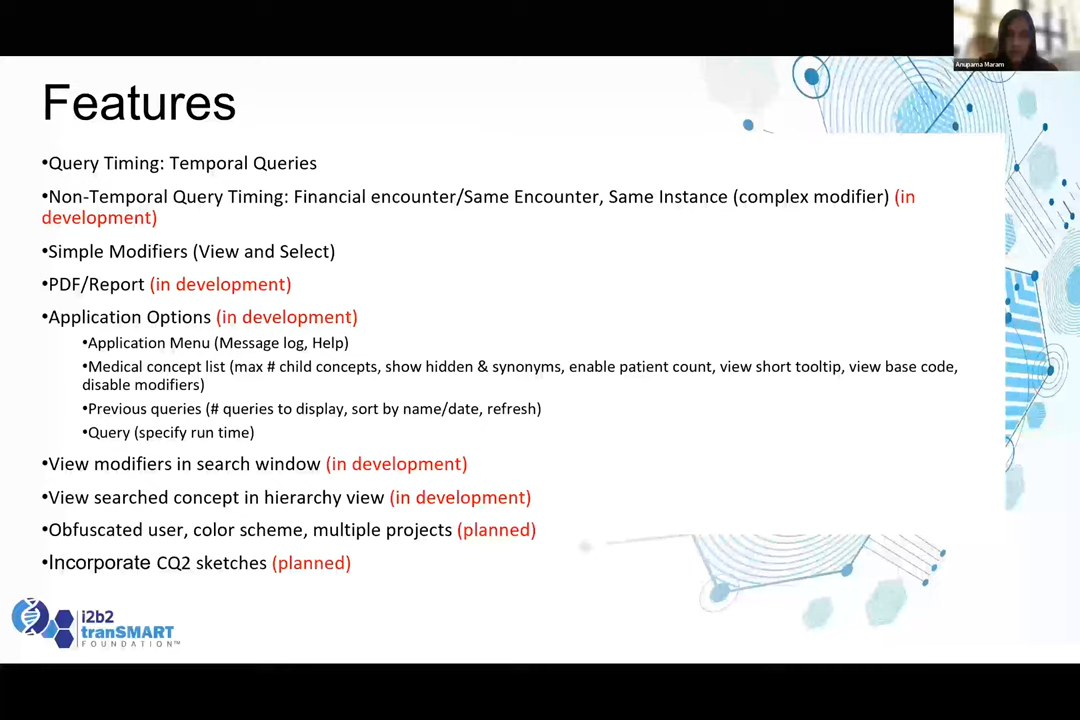 Anupama Maram
Features
•Query Timing: Temporal Queries
•Non-Temporal Query Timing: Financial encounter/Same Encounter, Same Instance (complex modifier) (in
development)
•Simple Modifiers (View and Select)
•PDF/Report (in development)
•Application Options (in development)
•Application Menu (Message log, Help)
•Medical concept list (max # child concepts, show hidden & synonyms, enable patient count, view short tooltip, view base code,
disable modifiers)
•Previous queries (# queries to display, sort by name/date, refresh)
•Query (specify run time)
•View modifiers in search window (in development)
•View searched concept in hierarchy view (in development)
•Obfuscated user, color scheme, multiple projects (planned)
•Incorporate CQ2 sketches (planned)
i2b2
tranSMART
FOUNDATION™